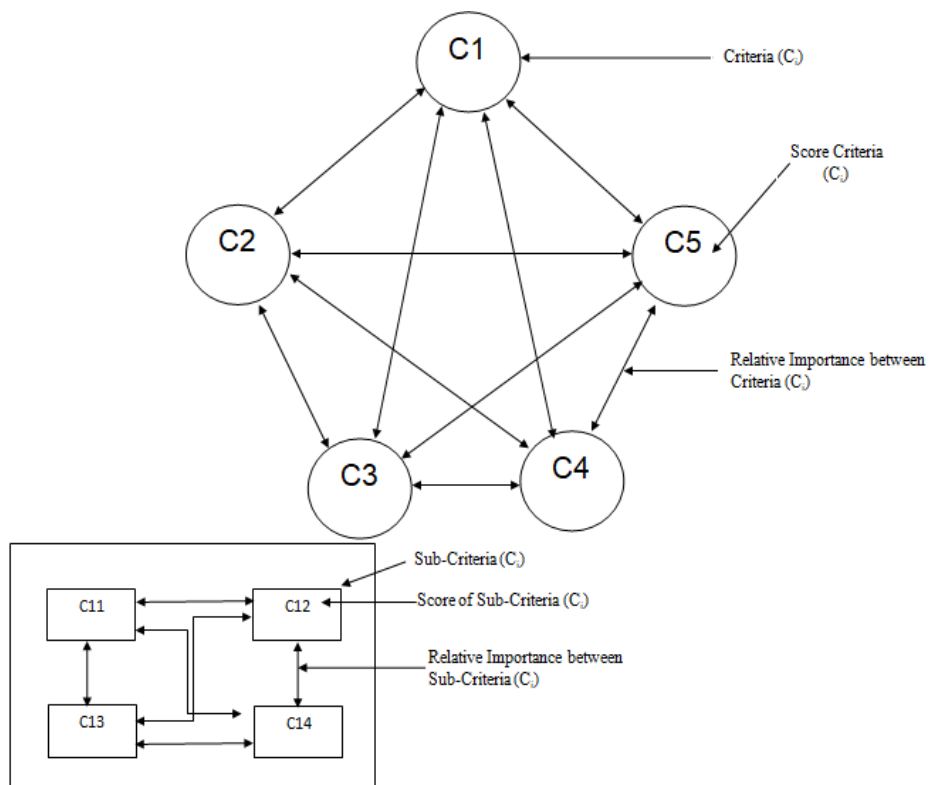 C1
Criteria (Cᵢ)
Score Criteria
(Cᵢ)
C2
C5
Relative Importance between
Criteria (Cᵢ)
C3
C4
Sub-Criteria (Cᵢ)
C11
C12
Score of Sub-Criteria (Cᵢ)
Relative Importance between
Sub-Criteria (Cᵢ)
C13
C14